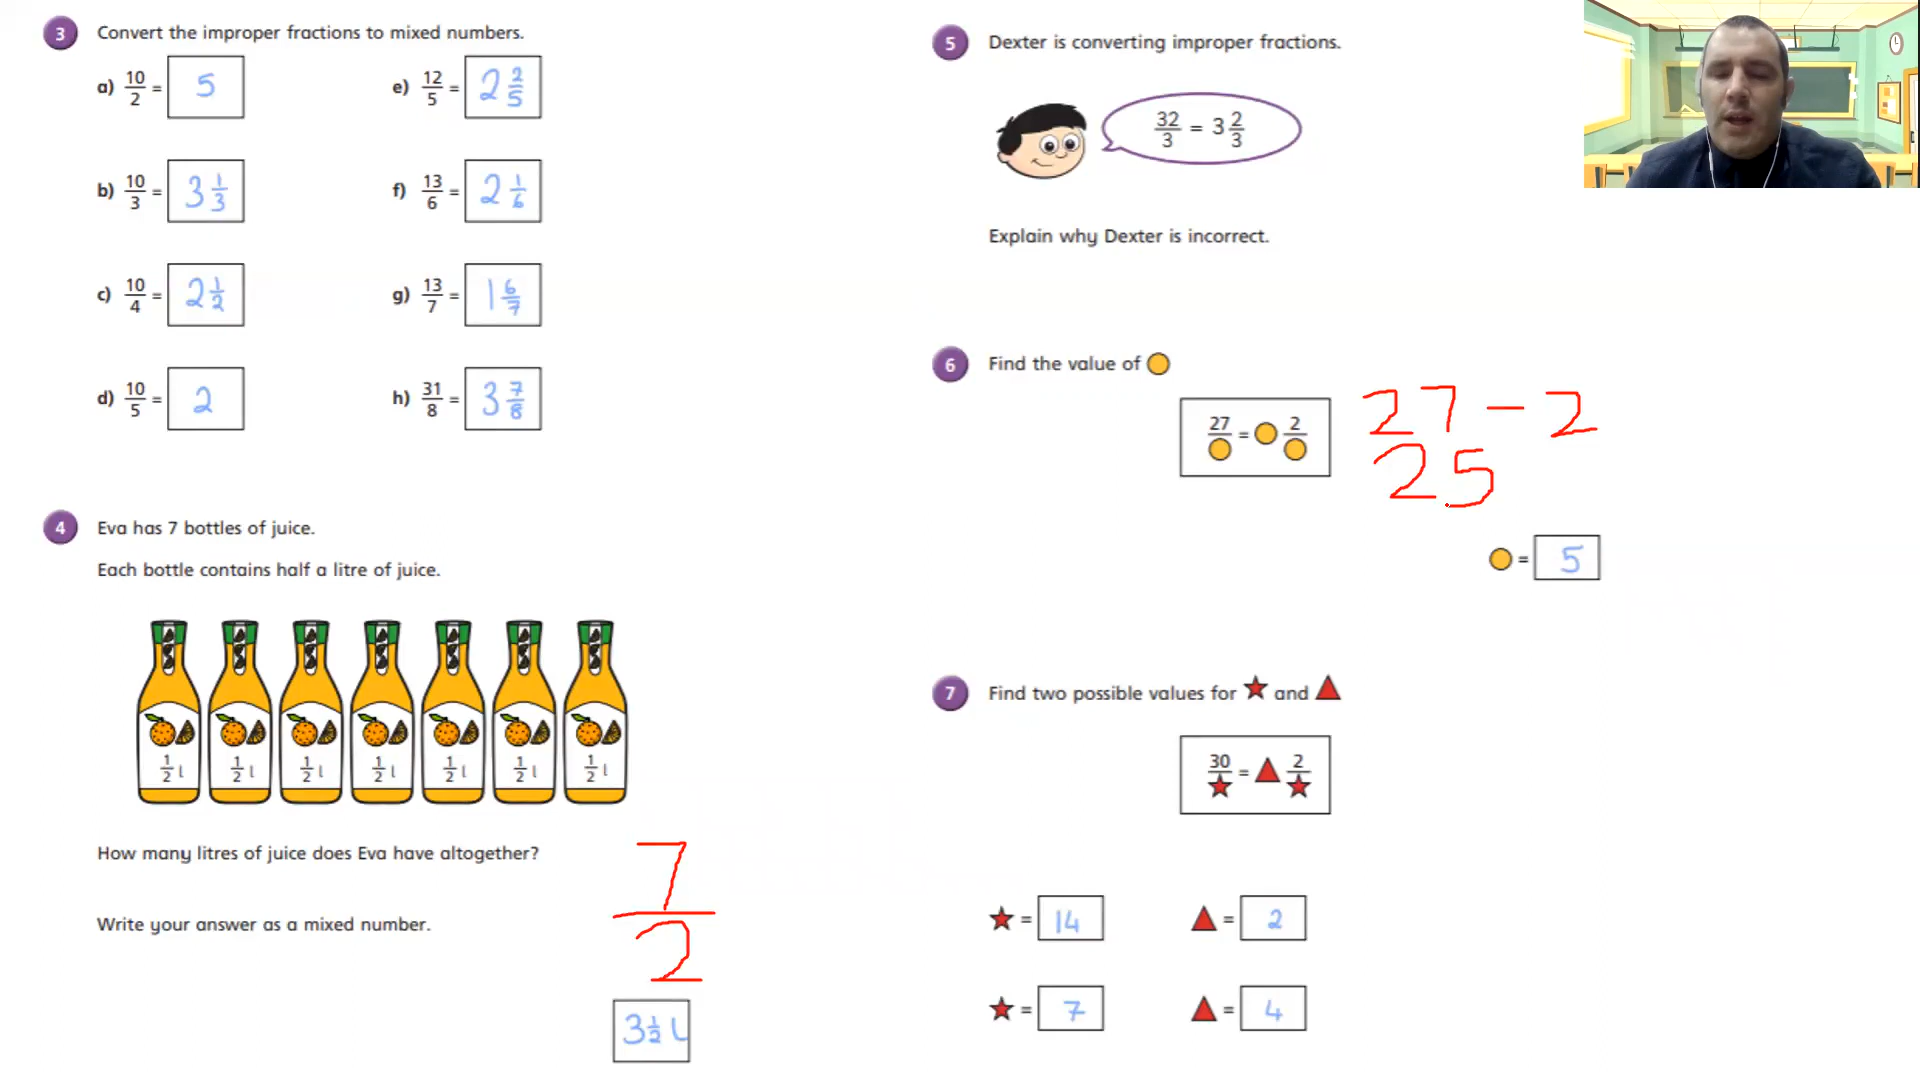 3 Convert the improper fractions to mixed numbers.
a) 10/2 = 5
e) 12/5 = 2 2/5
b) 10/3 = 3 1/3
f) 13/6 = 2 1/6
c) 10/4 = 2 1/2
g) 13/7 = 1 6/7
d) 10/5 = 2
h) 31/8 = 3 7/8
4 Eva has 7 bottles of juice.
Each bottle contains half a litre of juice.
1/2 l 1/2 l 1/2 l 1/2 l 1/2 l 1/2 l 1/2 l
How many litres of juice does Eva have altogether?
Write your answer as a mixed number.
7/2
3 1/2 L
5 Dexter is converting improper fractions.
32/3 = 3 2/3
Explain why Dexter is incorrect.
6 Find the value of
27 = 2
27 - 2
25
= 5
7 Find two possible values for ★ and ▲
30/★ = ▲ 2/★
★ = 14 ▲ = 2
★ = 7 ▲ = 4